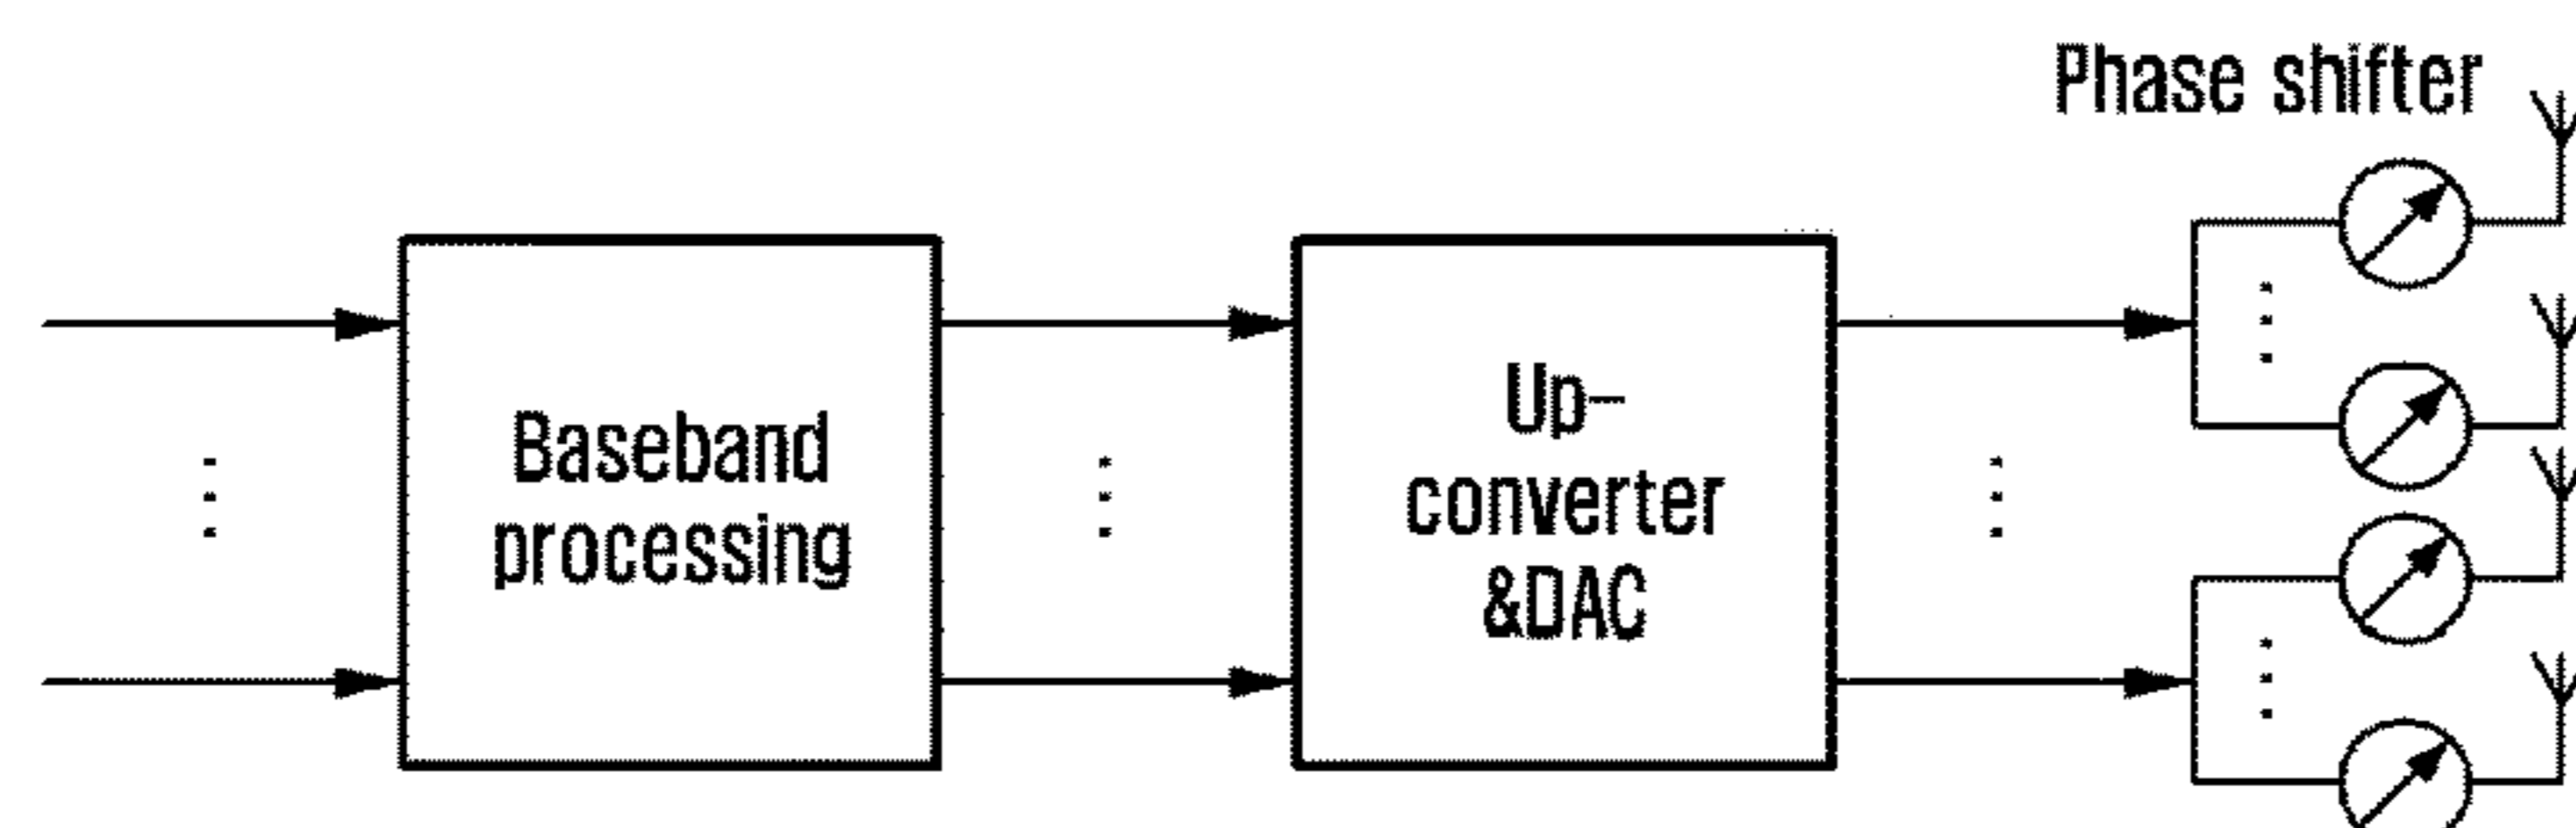 Phase shifter
Baseband
processing
Up-
converter
&DAC